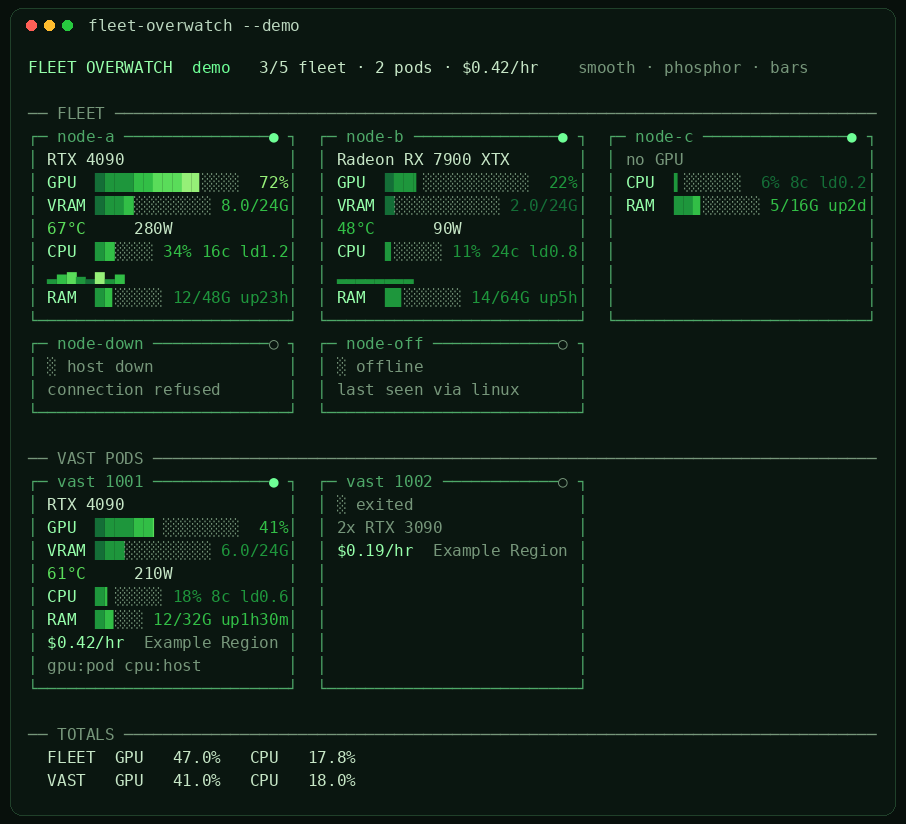 fleet-overwatch --demo
FLEET OVERWATCH  demo   3/5 fleet · 2 pods · $0.42/hr    smooth · phosphor · bars
FLEET
node-a
RTX 4090
GPU 72%
VRAM 8.0/24G
67°C 280W
CPU 34% 16c ld1.2
RAM 12/48G up23h
node-b
Radeon RX 7900 XTX
GPU 22%
VRAM 2.0/24G
48°C 90W
CPU 11% 24c ld0.8
RAM 14/64G up5h
node-c
no GPU
CPU 6% 8c ld0.2
RAM 5/16G up2d
node-down
host down
connection refused
node-off
offline
last seen via linux
VAST PODS
vast 1001
RTX 4090
GPU 41%
VRAM 6.0/24G
61°C 210W
CPU 18% 8c ld0.6
RAM 12/32G up1h30m
$0.42/hr Example Region
gpu:pod cpu:host
vast 1002
exited
2x RTX 3090
$0.19/hr Example Region
TOTALS
FLEET GPU 47.0% CPU 17.8%
VAST GPU 41.0% CPU 18.0%